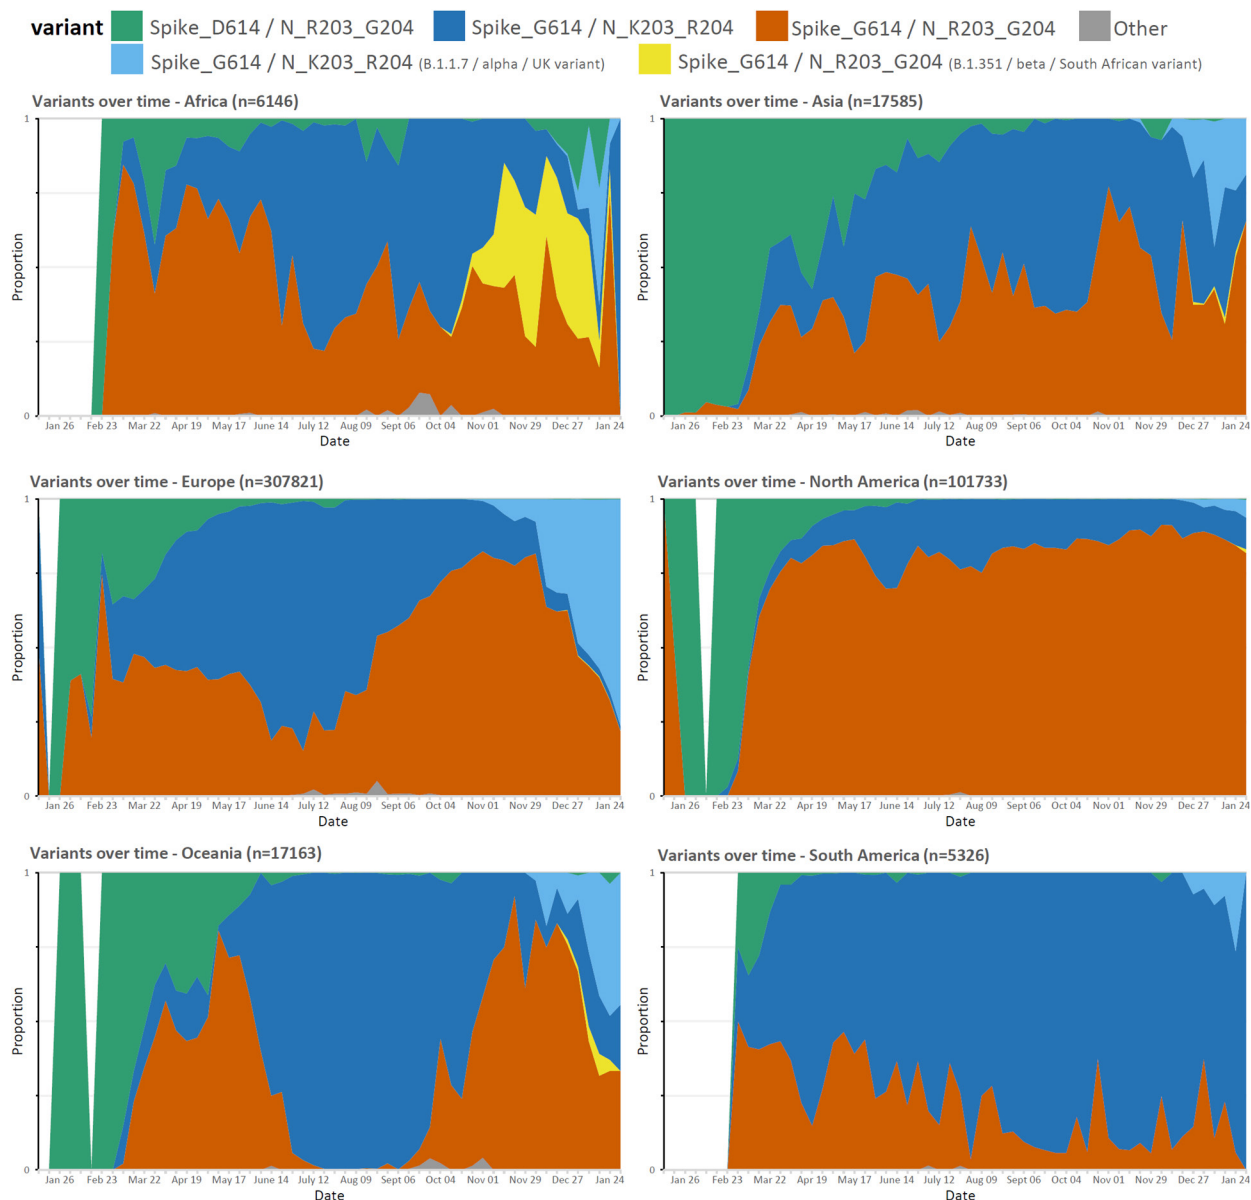 variant Spike_D614 / N_R203_G204 Spike_G614 / N_K203_R204 Spike_G614 / N_R203_G204 Other
Spike_G614 / N_K203_R204 (B.1.1.7 / alpha / UK variant) Spike_G614 / N_R203_G204 (B.1.351 / beta / South African variant)
Variants over time - Africa (n=6146)
1
Proportion
0
Jan 26 Feb 23 Mar 22 Apr 19 May 17 June 14 July 12 Aug 09 Sept 06 Oct 04 Nov 01 Nov 29 Dec 27 Jan 24
Date
Variants over time - Asia (n=17585)
1
Proportion
0
Jan 26 Feb 23 Mar 22 Apr 19 May 17 June 14 July 12 Aug 09 Sept 06 Oct 04 Nov 01 Nov 29 Dec 27 Jan 24
Date
Variants over time - Europe (n=307821)
1
Proportion
0
Jan 26 Feb 23 Mar 22 Apr 19 May 17 June 14 July 12 Aug 09 Sept 06 Oct 04 Nov 01 Nov 29 Dec 27 Jan 24
Date
Variants over time - North America (n=101733)
1
Proportion
0
Jan 26 Feb 23 Mar 22 Apr 19 May 17 June 14 July 12 Aug 09 Sept 06 Oct 04 Nov 01 Nov 29 Dec 27 Jan 24
Date
Variants over time - Oceania (n=17163)
1
Proportion
0
Jan 26 Feb 23 Mar 22 Apr 19 May 17 June 14 July 12 Aug 09 Sept 06 Oct 04 Nov 01 Nov 29 Dec 27 Jan 24
Date
Variants over time - South America (n=5326)
1
Proportion
0
Jan 26 Feb 23 Mar 22 Apr 19 May 17 June 14 July 12 Aug 09 Sept 06 Oct 04 Nov 01 Nov 29 Dec 27 Jan 24
Date